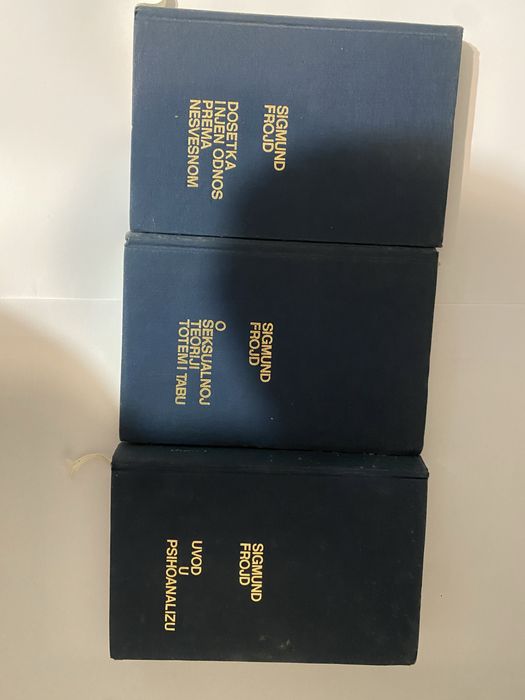 SIGMUND
FROJD
DOSETKA
I NJEN ODNOS
PREMA
NESVESNOM
SIGMUND
FROJD
O
SEKSUALNOJ
TEORIJI
TOTEM I TABU
SIGMUND
FROJD
UVOD
U
PSIHOANALIZU